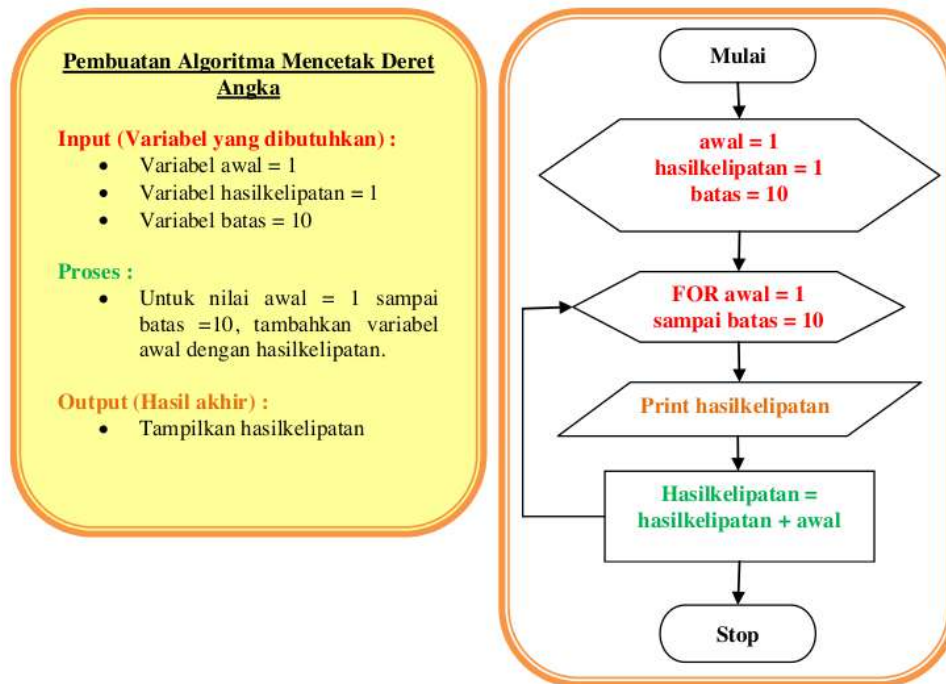 Pembuatan Algoritma Mencetak Deret
Angka
Input (Variabel yang dibutuhkan) :
• Variabel awal = 1
• Variabel hasilkelipatan = 1
• Variabel batas = 10
Proses :
• Untuk nilai awal = 1 sampai
batas =10, tambahkan variabel
awal dengan hasilkelipatan.
Output (Hasil akhir) :
• Tampilkan hasilkelipatan
Mulai
awal = 1
hasilkelipatan = 1
batas = 10
FOR awal = 1
sampai batas = 10
Print hasilkelipatan
Hasilkelipatan =
hasilkelipatan + awal
Stop